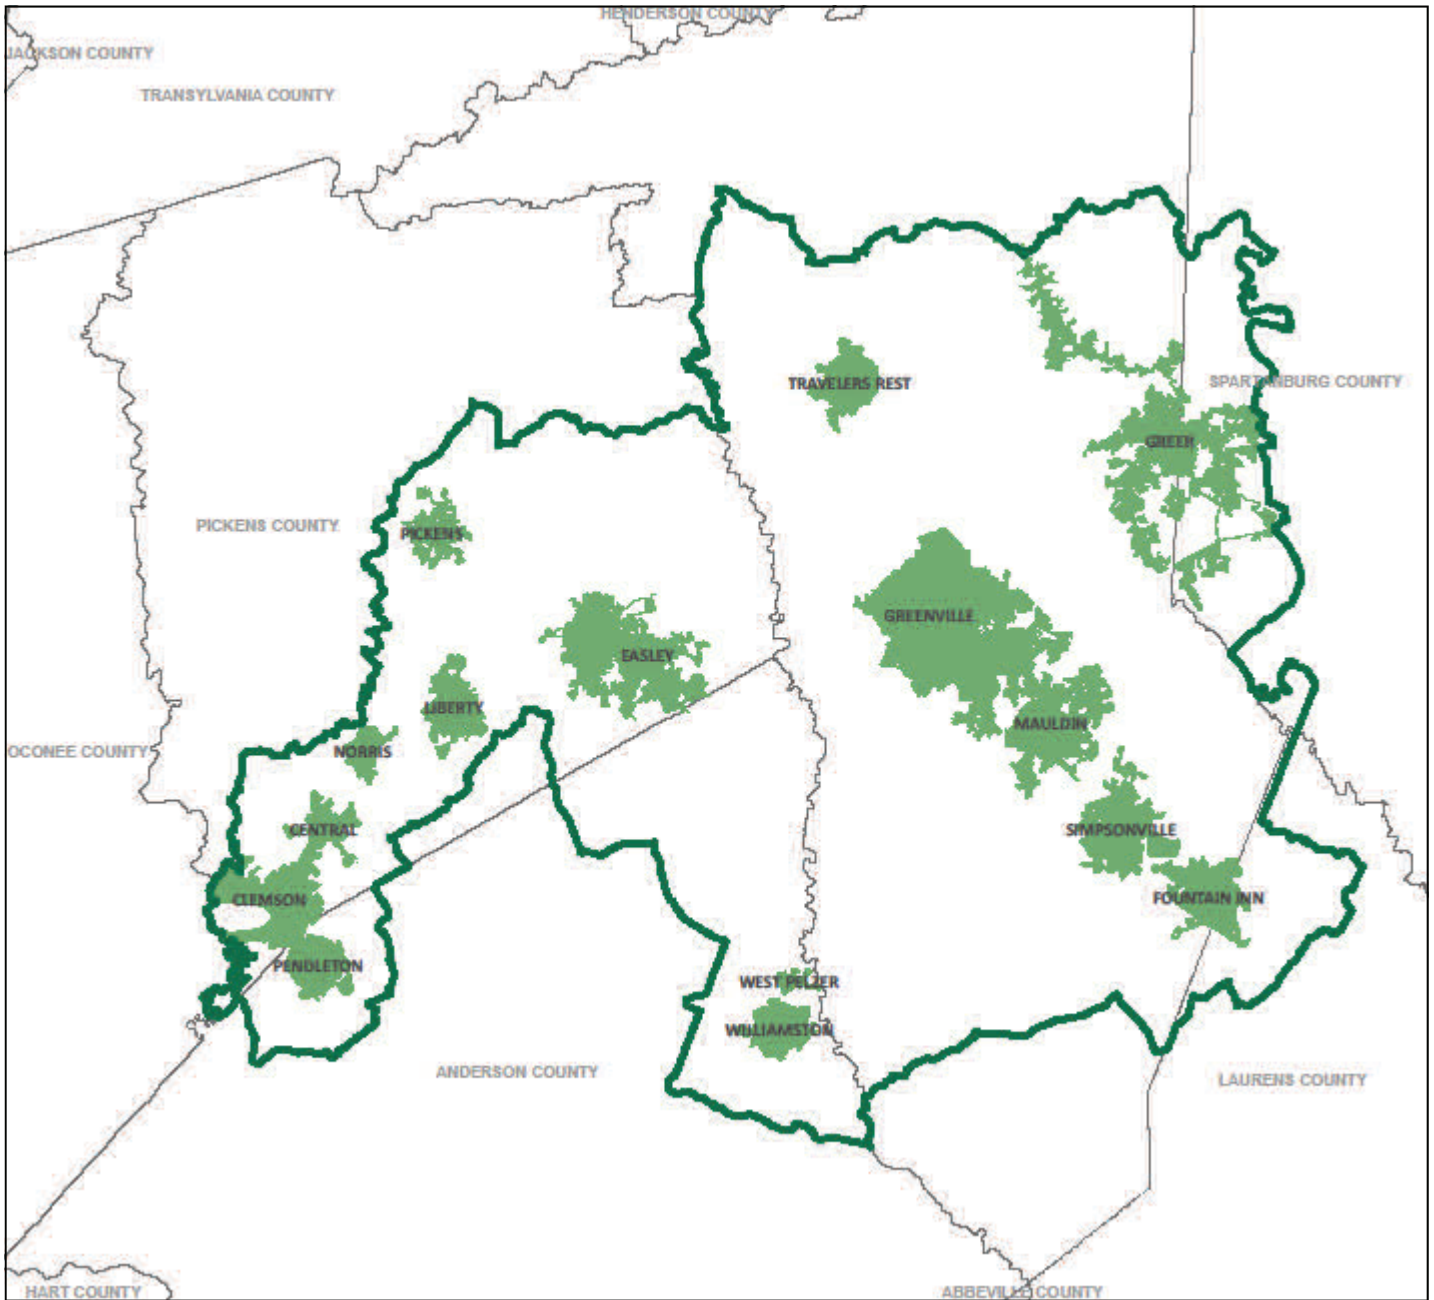 HENDERSON COUNTY
JACKSON COUNTY
TRANSYLVANIA COUNTY
TRAVELERS REST
SPARTANBURG COUNTY
GREER
PICKENS COUNTY
PICKENS
GREENVILLE
EASLEY
LIBERTY
MAULDIN
OCONEE COUNTY
NORRIS
CENTRAL
SIMPSONVILLE
CLEMSON
FOUNTAIN INN
PENDLETON
WEST PELZER
WILLIAMSTON
ANDERSON COUNTY
LAURENS COUNTY
HART COUNTY
ABBEVILLE COUNTY